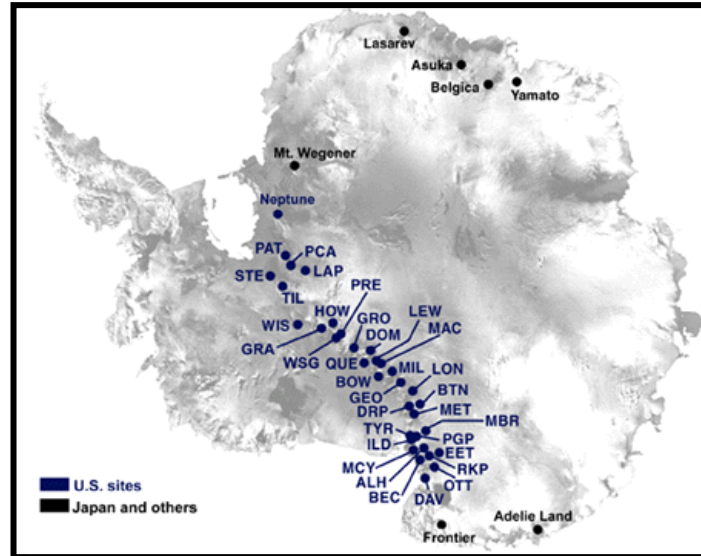 Lasarev
Asuka
Belgica
Yamato
Mt. Wegener
Neptune
PAT
PCA
STE
LAP
TIL
PRE
HOW
GRO
LEW
WIS
DOM
MAC
GRA
WSG
QUE
MIL
LON
BOW
GEO
BTN
DRP
MET
MBR
TYR
ILD
PGP
EET
MCY
RKP
ALH
OTT
BEC
DAV
U.S. sites
Japan and others
Adelie Land
Frontier